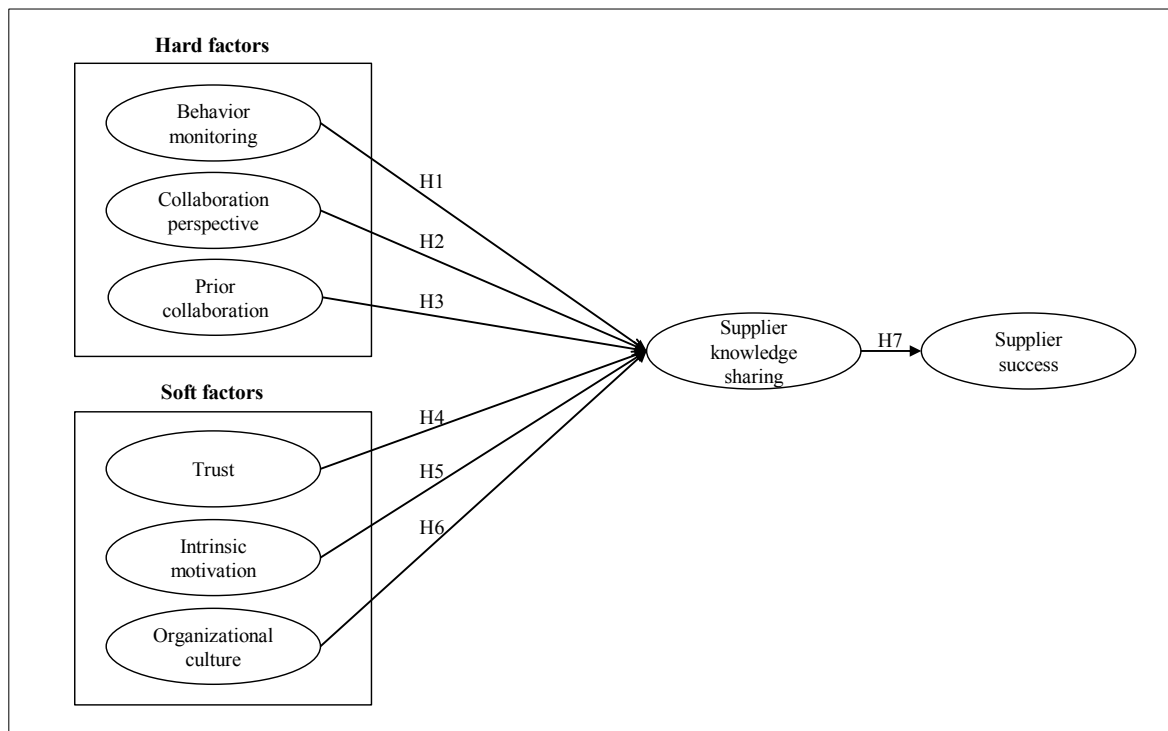 Hard factors
Behavior
monitoring
Collaboration
perspective
Prior
collaboration
H1
H2
H3
Soft factors
Trust
Intrinsic
motivation
Organizational
culture
H4
H5
H6
Supplier
knowledge
sharing
H7
Supplier
success